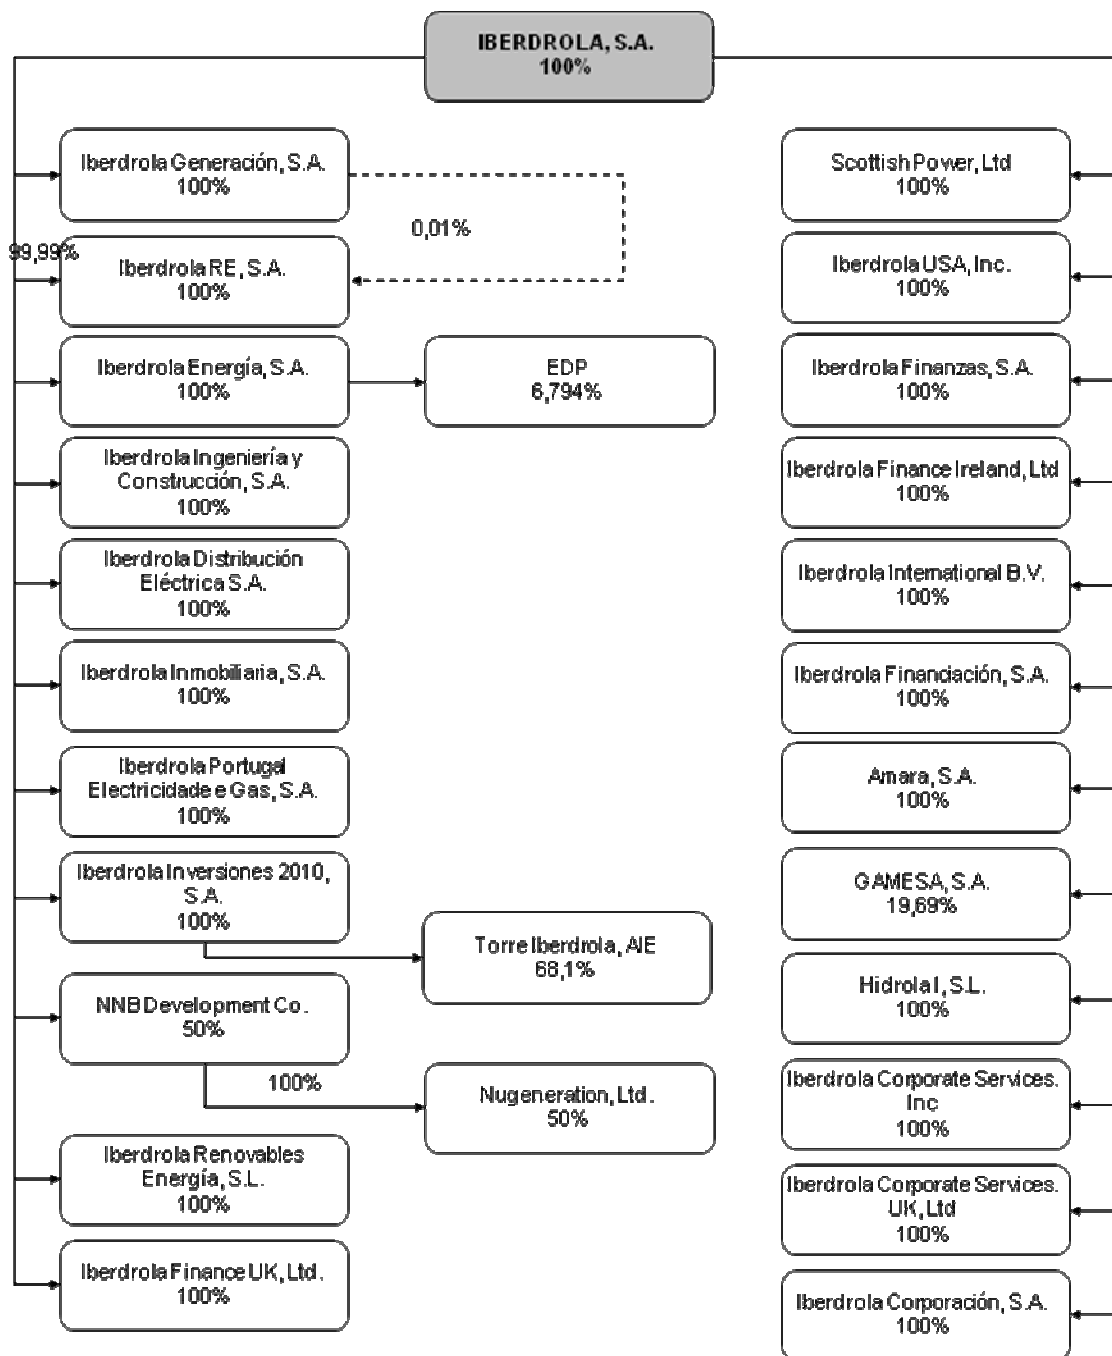 IBERDROLA, S.A.
100%
Iberdrola Generación, S.A.
100%
0,01%
99,99%
Iberdrola RE, S.A.
100%
Iberdrola Energía, S.A.
100%
EDP
6,794%
Iberdrola Ingeniería y
Construcción, S.A.
100%
Iberdrola Distribución
Eléctrica S.A.
100%
Iberdrola Inmobiliaria, S.A.
100%
Iberdrola Portugal
Electricidade e Gas, S.A.
100%
Iberdrola Inversiones 2010,
S.A.
100%
Torre Iberdrola, AIE
68,1%
NNB Development Co.
50%
100%
Nugeneration, Ltd.
50%
Iberdrola Renovables
Energía, S.L.
100%
Iberdrola Finance UK, Ltd.
100%
Scottish Power, Ltd
100%
Iberdrola USA, Inc.
100%
Iberdrola Finanzas, S.A.
100%
Iberdrola Finance Ireland, Ltd
100%
Iberdrola International B.V.
100%
Iberdrola Financiación, S.A.
100%
Amara, S.A.
100%
GAMESA, S.A.
19,69%
Hidrola I, S.L.
100%
Iberdrola Corporate Services.
Inc
100%
Iberdrola Corporate Services.
UK, Ltd
100%
Iberdrola Corporación, S.A.
100%